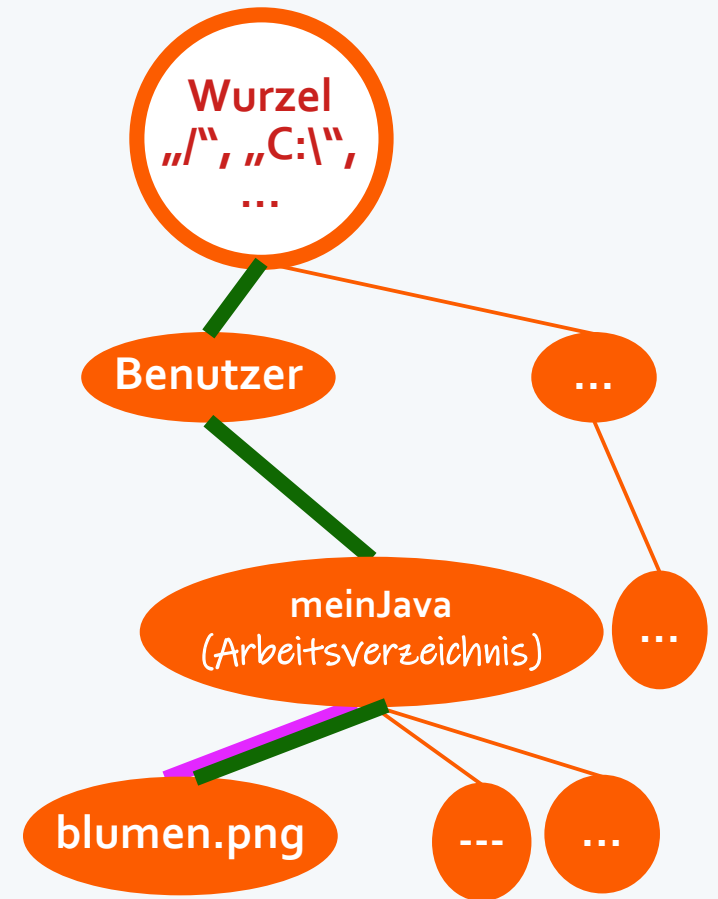 Wurzel
„/“, „C:\“,
...
Benutzer
...
meinJava
(Arbeitsverzeichnis)
...
blumen.png
---
...